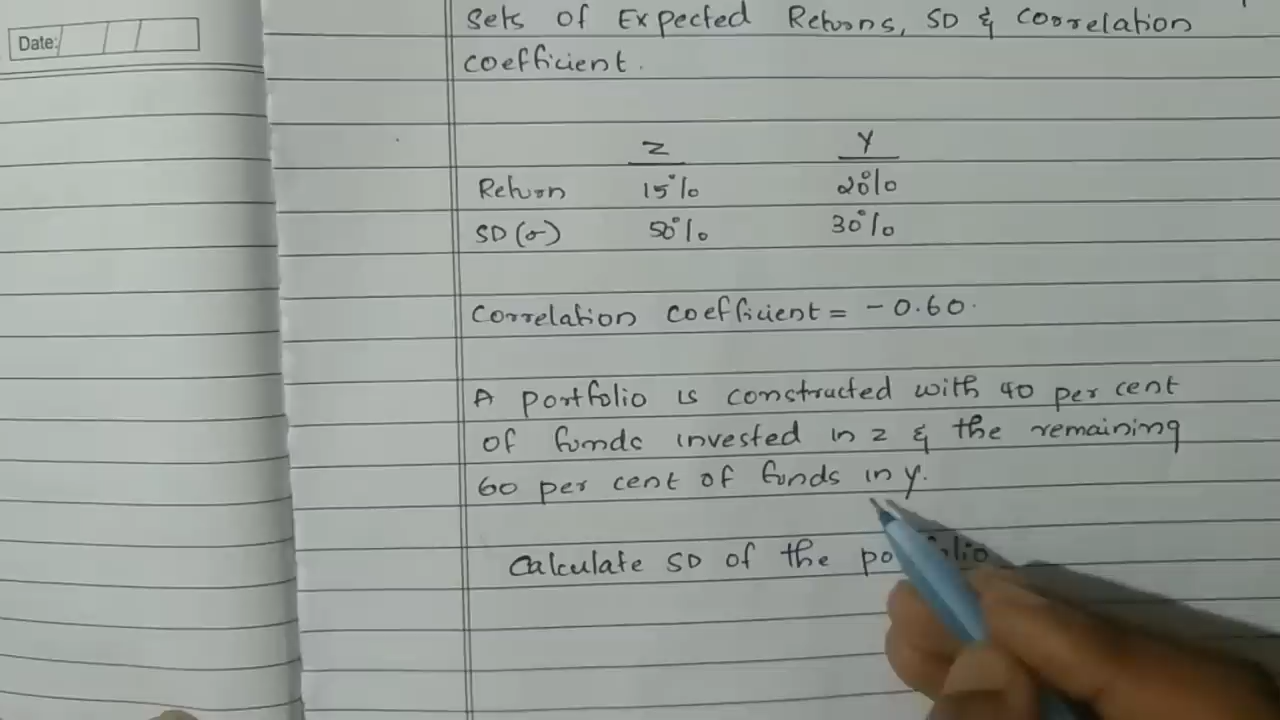 Date:
Sets of Expected Returns, SD & Correlation
coefficient.
Z Y
Return 15% 20%
SD (σ) 50% 30%
Correlation coefficient = - 0.60.
A portfolio is constructed with 40 per cent
of funds invested in Z & the remaining
60 per cent of funds in Y.
Calculate SD of the